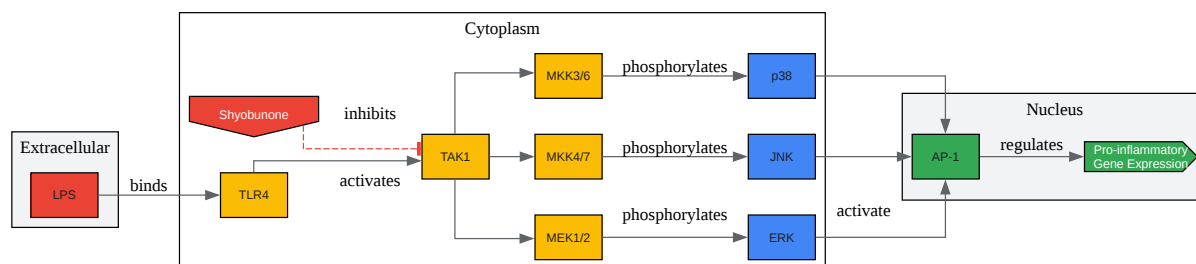 Cytoplasm
MKK3/6
phosphorylates
p38
Shyobunone
inhibits
Nucleus
Extracellular
TAK1
MKK4/7
phosphorylates
JNK
AP-1
regulates
Pro-inflammatory
Gene Expression
LPS
binds
TLR4
activates
MEK1/2
phosphorylates
ERK
activate